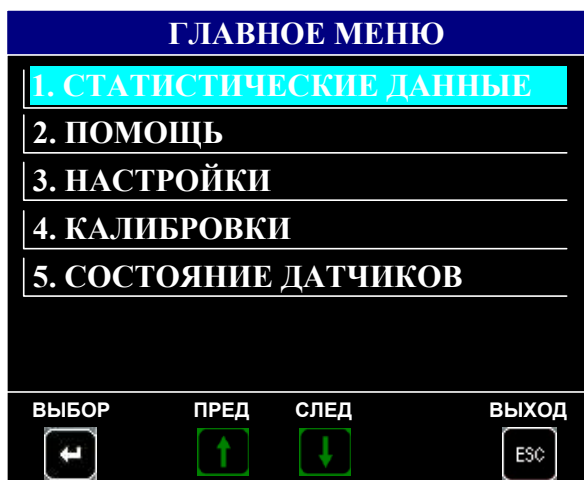 ГЛАВНОЕ МЕНЮ
1. СТАТИСТИЧЕСКИЕ ДАННЫЕ
2. ПОМОЩЬ
3. НАСТРОЙКИ
4. КАЛИБРОВКИ
5. СОСТОЯНИЕ ДАТЧИКОВ
ВЫБОР ПРЕД СЛЕД ВЫХОД
ESC